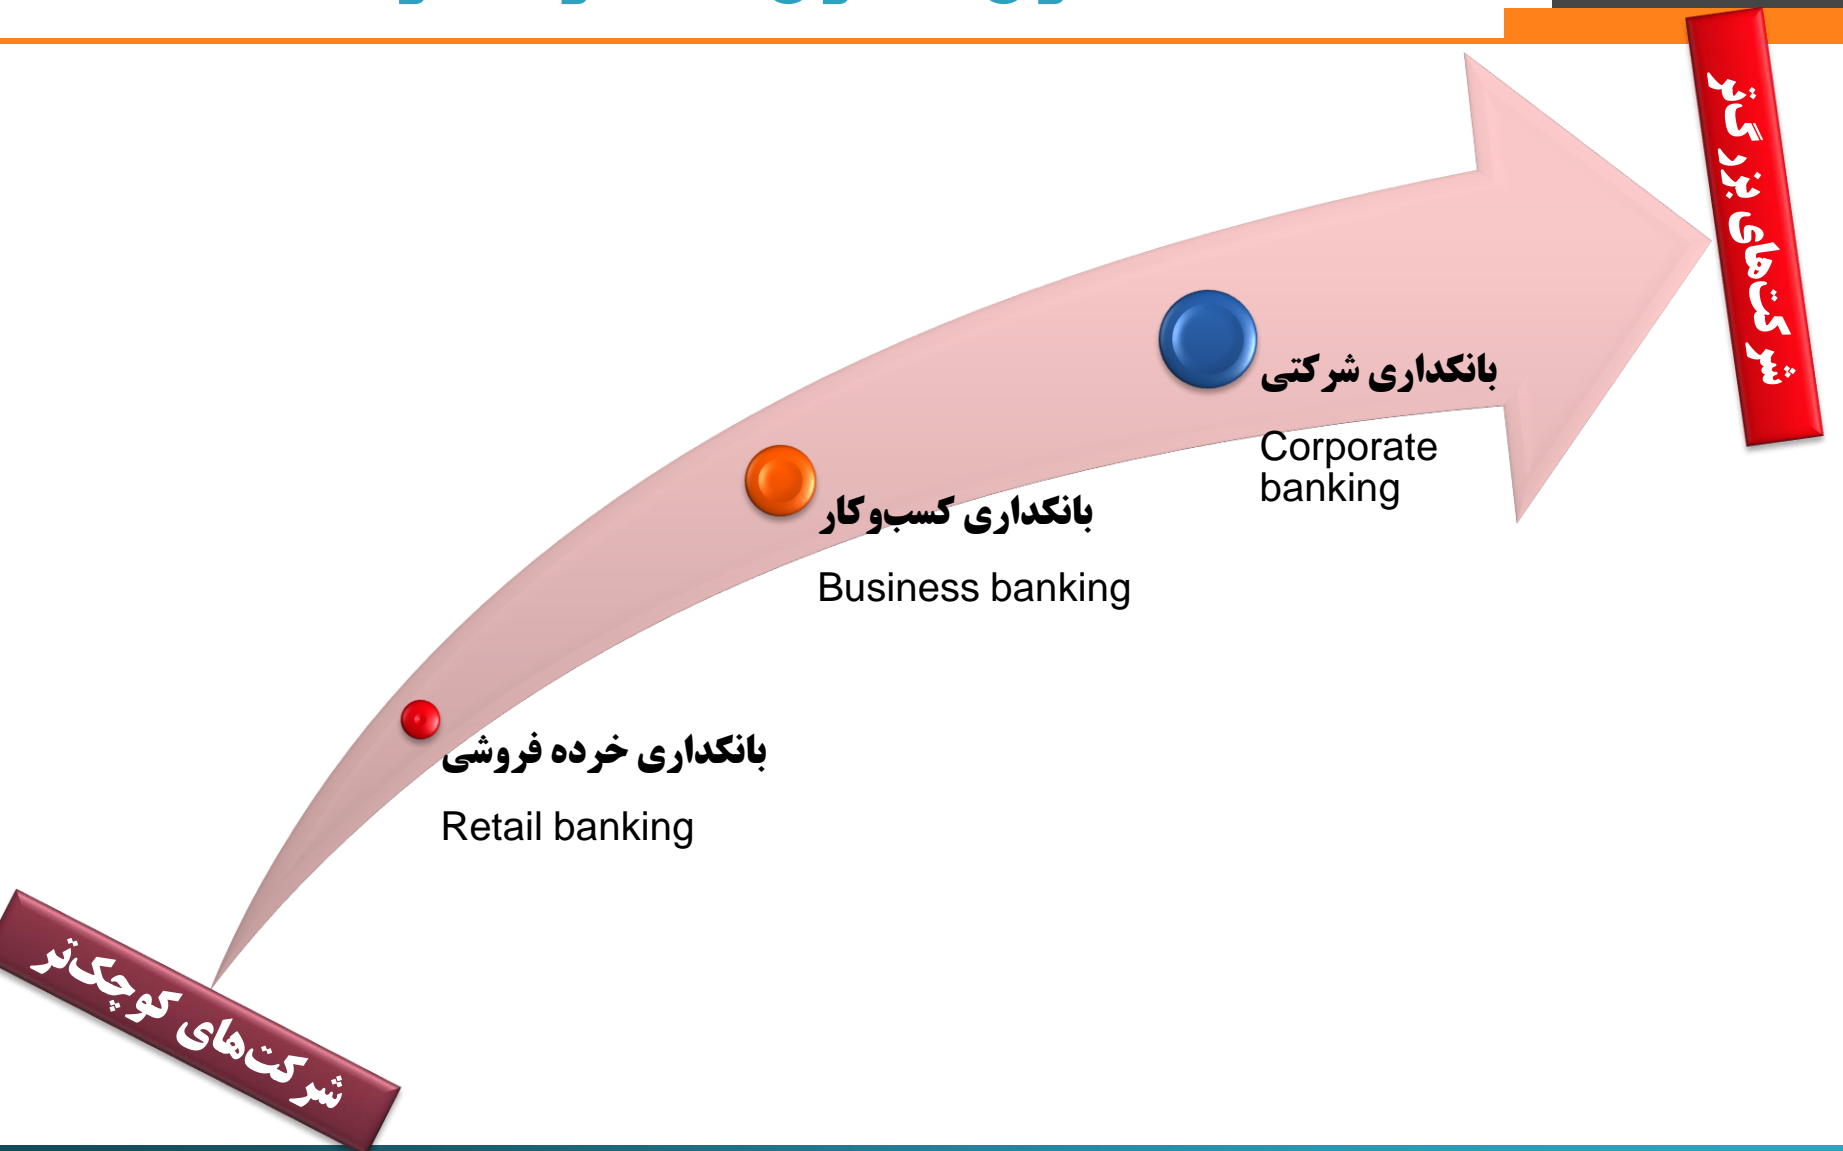 شرکت‌های بزرگ‌تر
بانکداری شرکتی
Corporate
banking
بانکداری کسب‌وکار
Business banking
بانکداری خرده فروشی
Retail banking
شرکت‌های کوچک‌تر